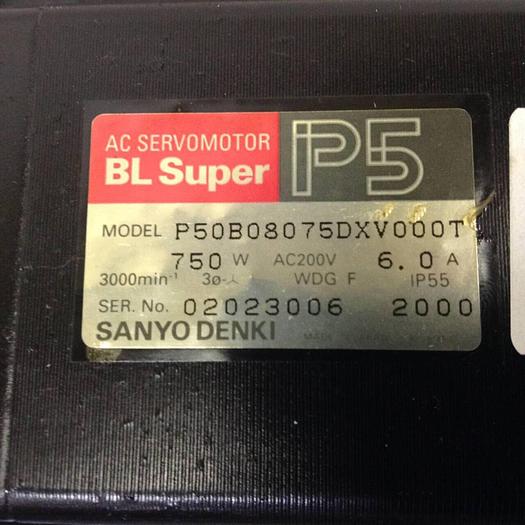 AC SERVOMOTOR
BL Super P5
MODEL P50B08075DXV000T
750 W AC200V 6.0 A
3000min⁻¹ 3ø-人 WDG F IP55
SER. No. 02023006 2000
SANYO DENKI